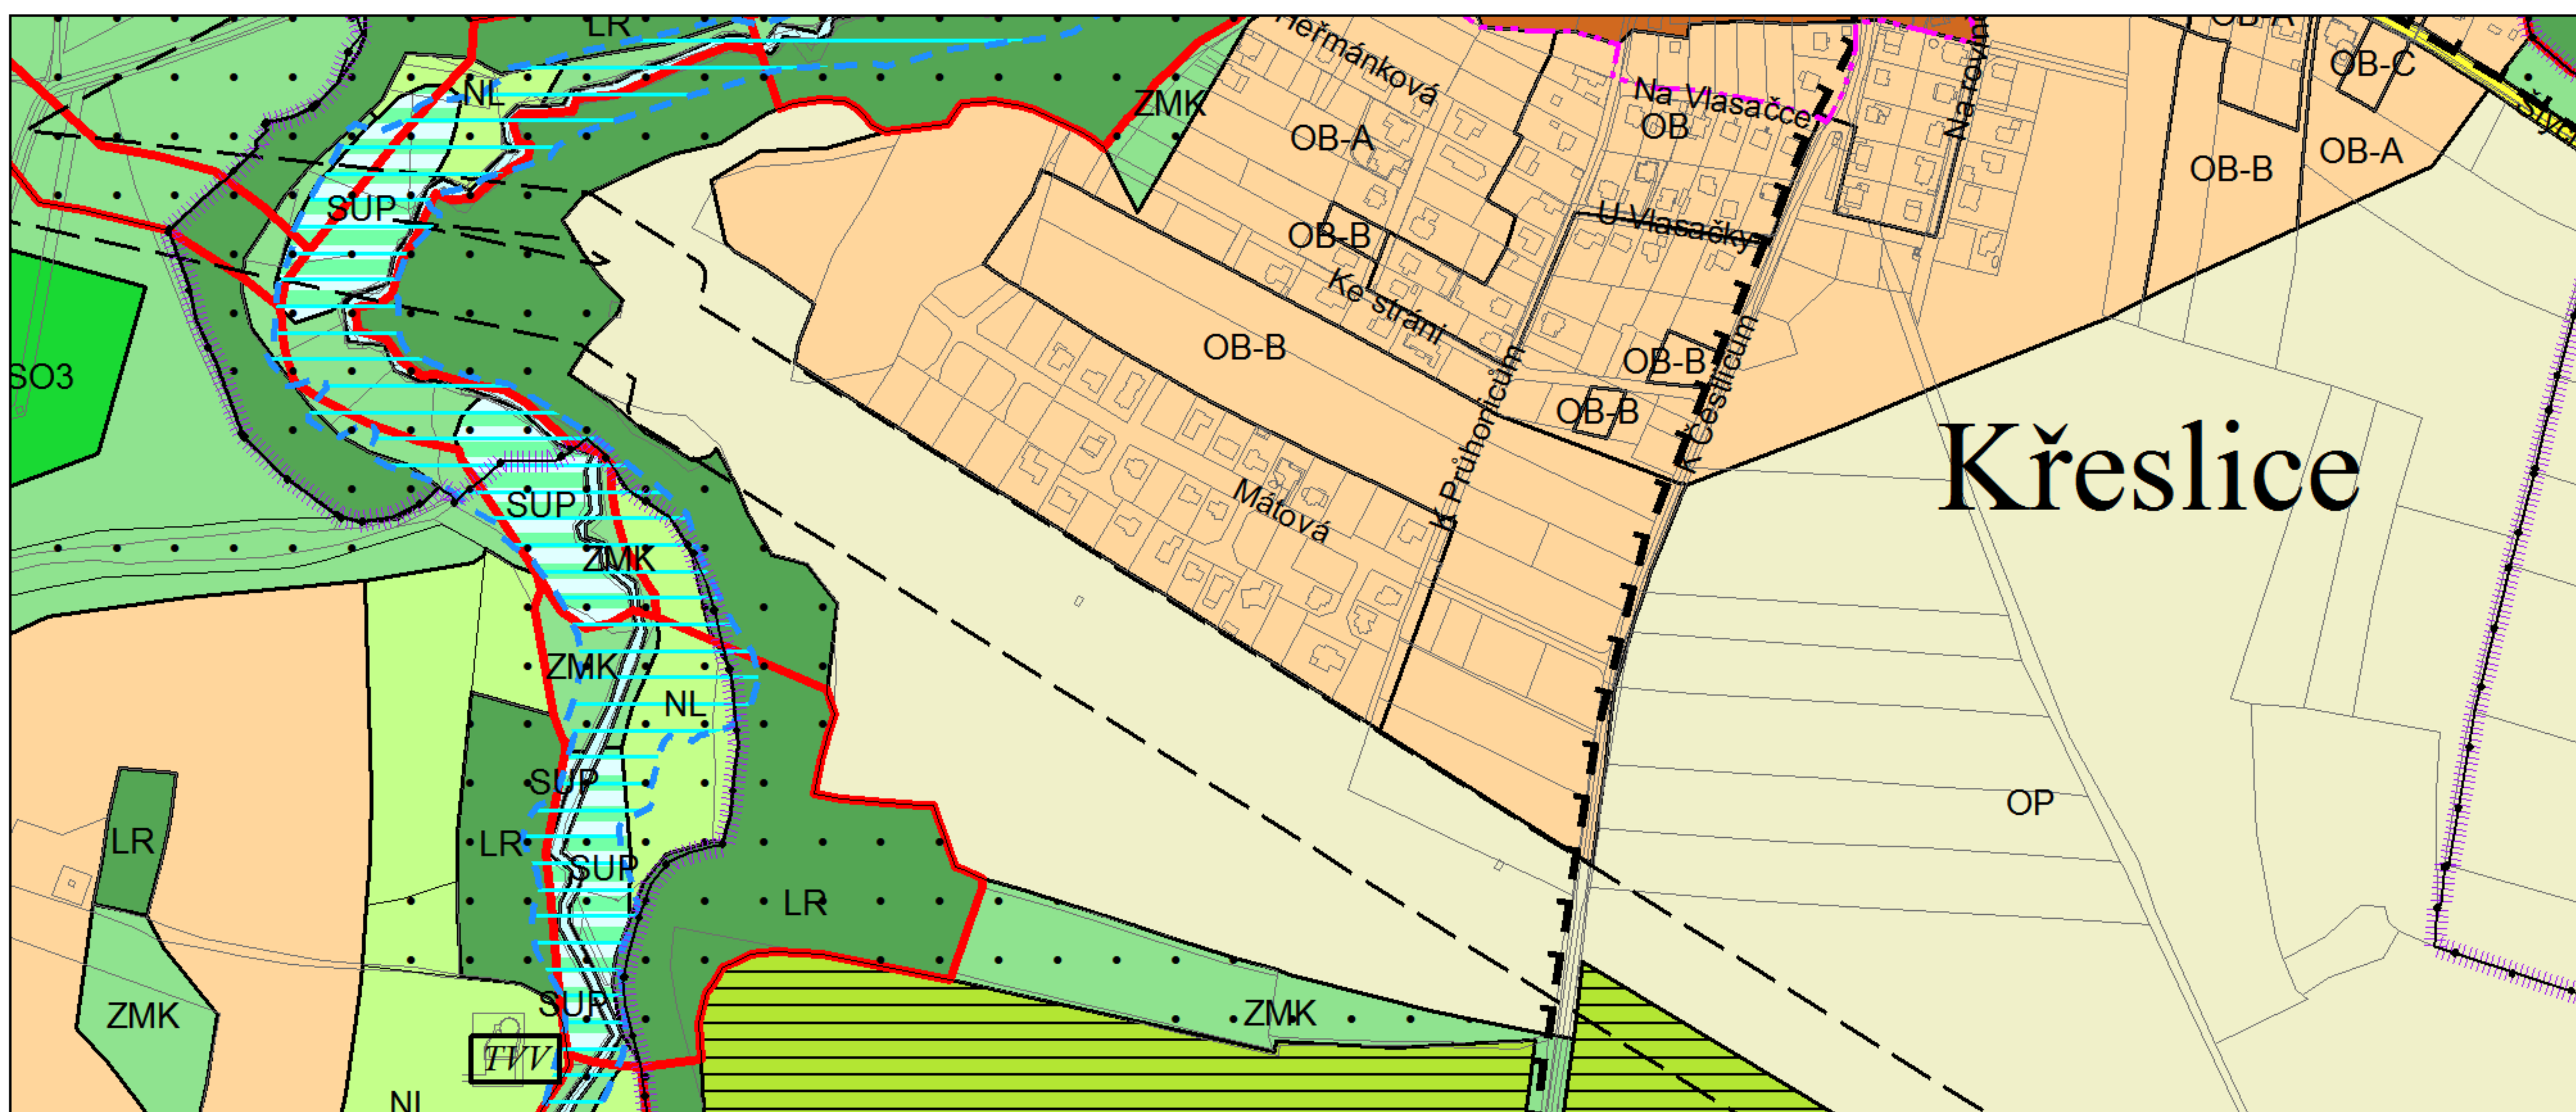 LR
OB-A
Heřmánková
OB-C
NL
ZMK
Na Vlasačce
OB
OB-A
OB-A
OB-B
SUP
U Vlasačky
OB-B
Ke stráni
OB-B
K Čestlicům
OB-B
SO3
OB-B
K Průhonicům
Křeslice
SUP
Mátová
ZMK
ZMK
NL
SUP
OP
LR
LR
SUP
LR
SUP
ZMK
ZMK
TVV
NL